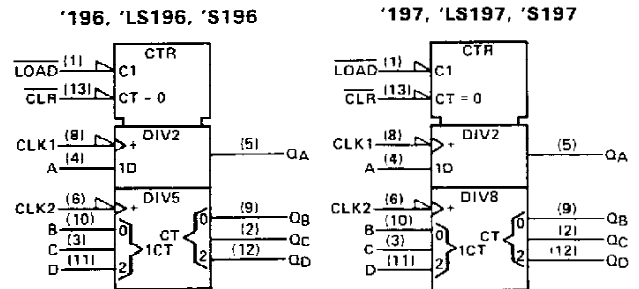 '196, 'LS196, 'S196
CTR
LOAD (1) C1
CLR (13) CT = 0
DIV2
CLK1 (8) +
(5) QA
A (4) 1D
DIV5
CLK2 (6) +
B (10) 0
C (3) 1CT
D (11) 2
CT
0 (9) QB
(2) QC
2 (12) QD
'197, 'LS197, 'S197
CTR
LOAD (1) C1
CLR (13) CT = 0
DIV2
CLK1 (8) +
(5) QA
A (4) 1D
DIV8
CLK2 (6) +
B (10) 0
C (3) 1CT
D (11) 2
CT
0 (9) QB
(2) QC
2 (12) QD